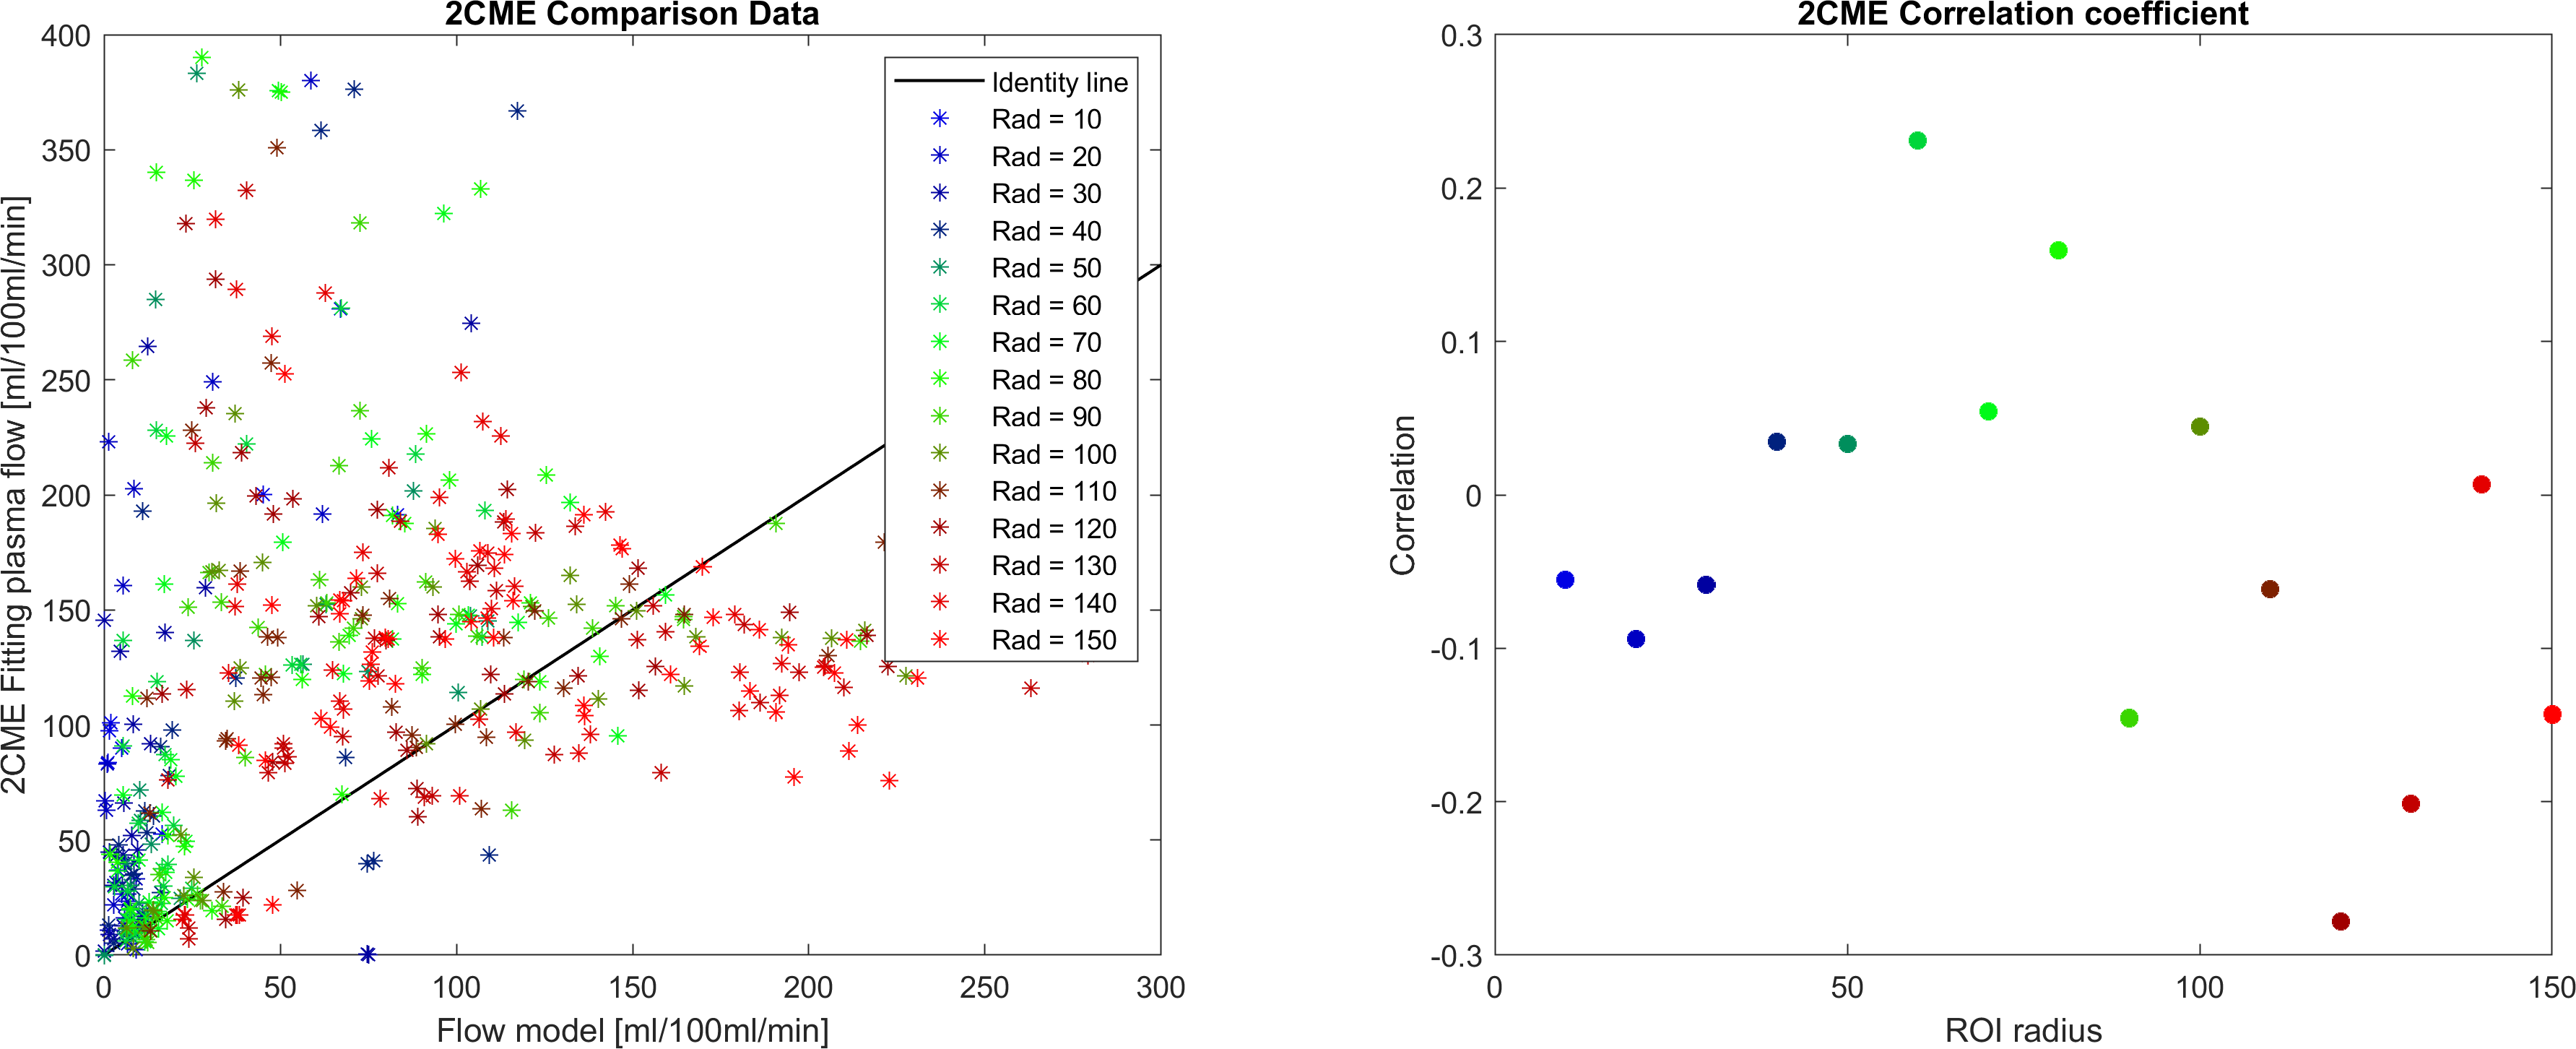 2CME Comparison Data
400
350
300
250
200
150
100
50
0
0 50 100 150 200 250 300
2CME Fitting plasma flow [ml/100ml/min]
Flow model [ml/100ml/min]
Identity line
Rad = 10
Rad = 20
Rad = 30
Rad = 40
Rad = 50
Rad = 60
Rad = 70
Rad = 80
Rad = 90
Rad = 100
Rad = 110
Rad = 120
Rad = 130
Rad = 140
Rad = 150
2CME Correlation coefficient
0.3
0.2
0.1
0
-0.1
-0.2
-0.3
0 50 100 150
Correlation
ROI radius